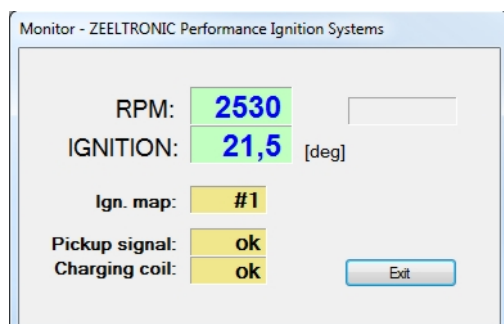 Monitor - ZEELTRONIC Performance Ignition Systems
RPM: 2530
IGNITION: 21,5 [deg]
Ign. map: #1
Pickup signal: ok
Charging coil: ok
Exit